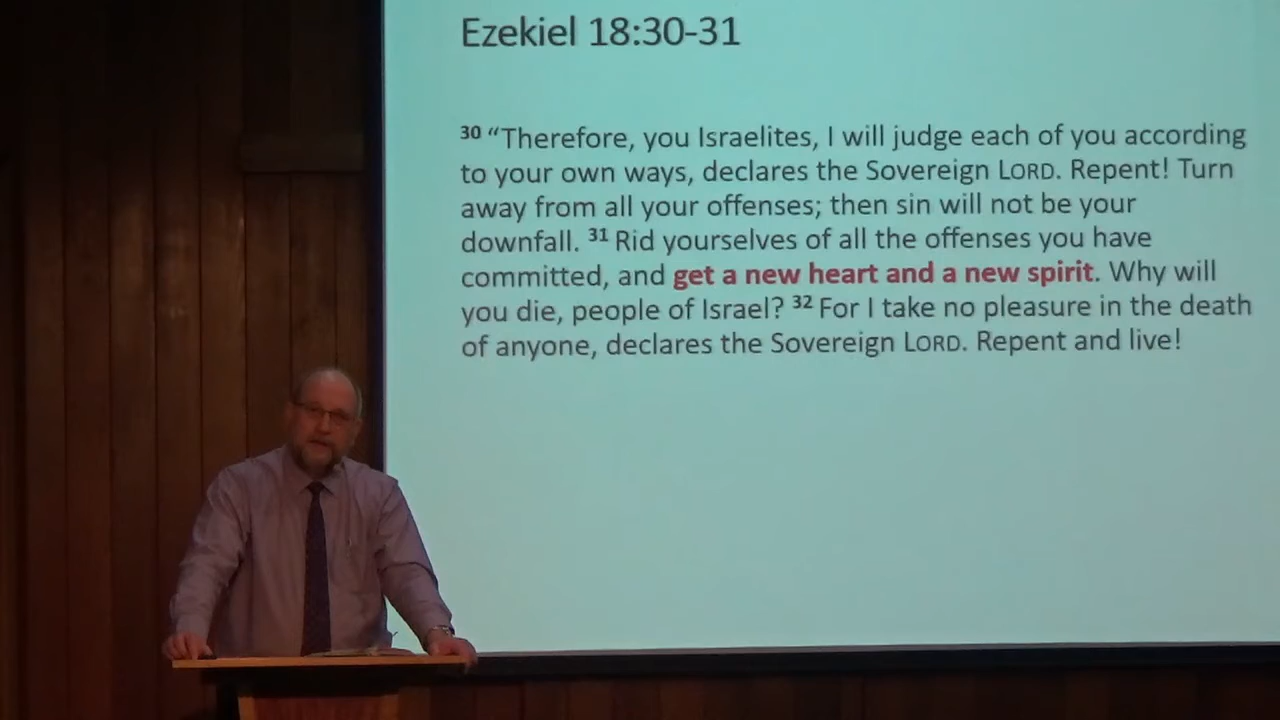 Ezekiel 18:30-31
30 “Therefore, you Israelites, I will judge each of you according
to your own ways, declares the Sovereign LORD. Repent! Turn
away from all your offenses; then sin will not be your
downfall. 31 Rid yourselves of all the offenses you have
committed, and get a new heart and a new spirit. Why will
you die, people of Israel? 32 For I take no pleasure in the death
of anyone, declares the Sovereign LORD. Repent and live!